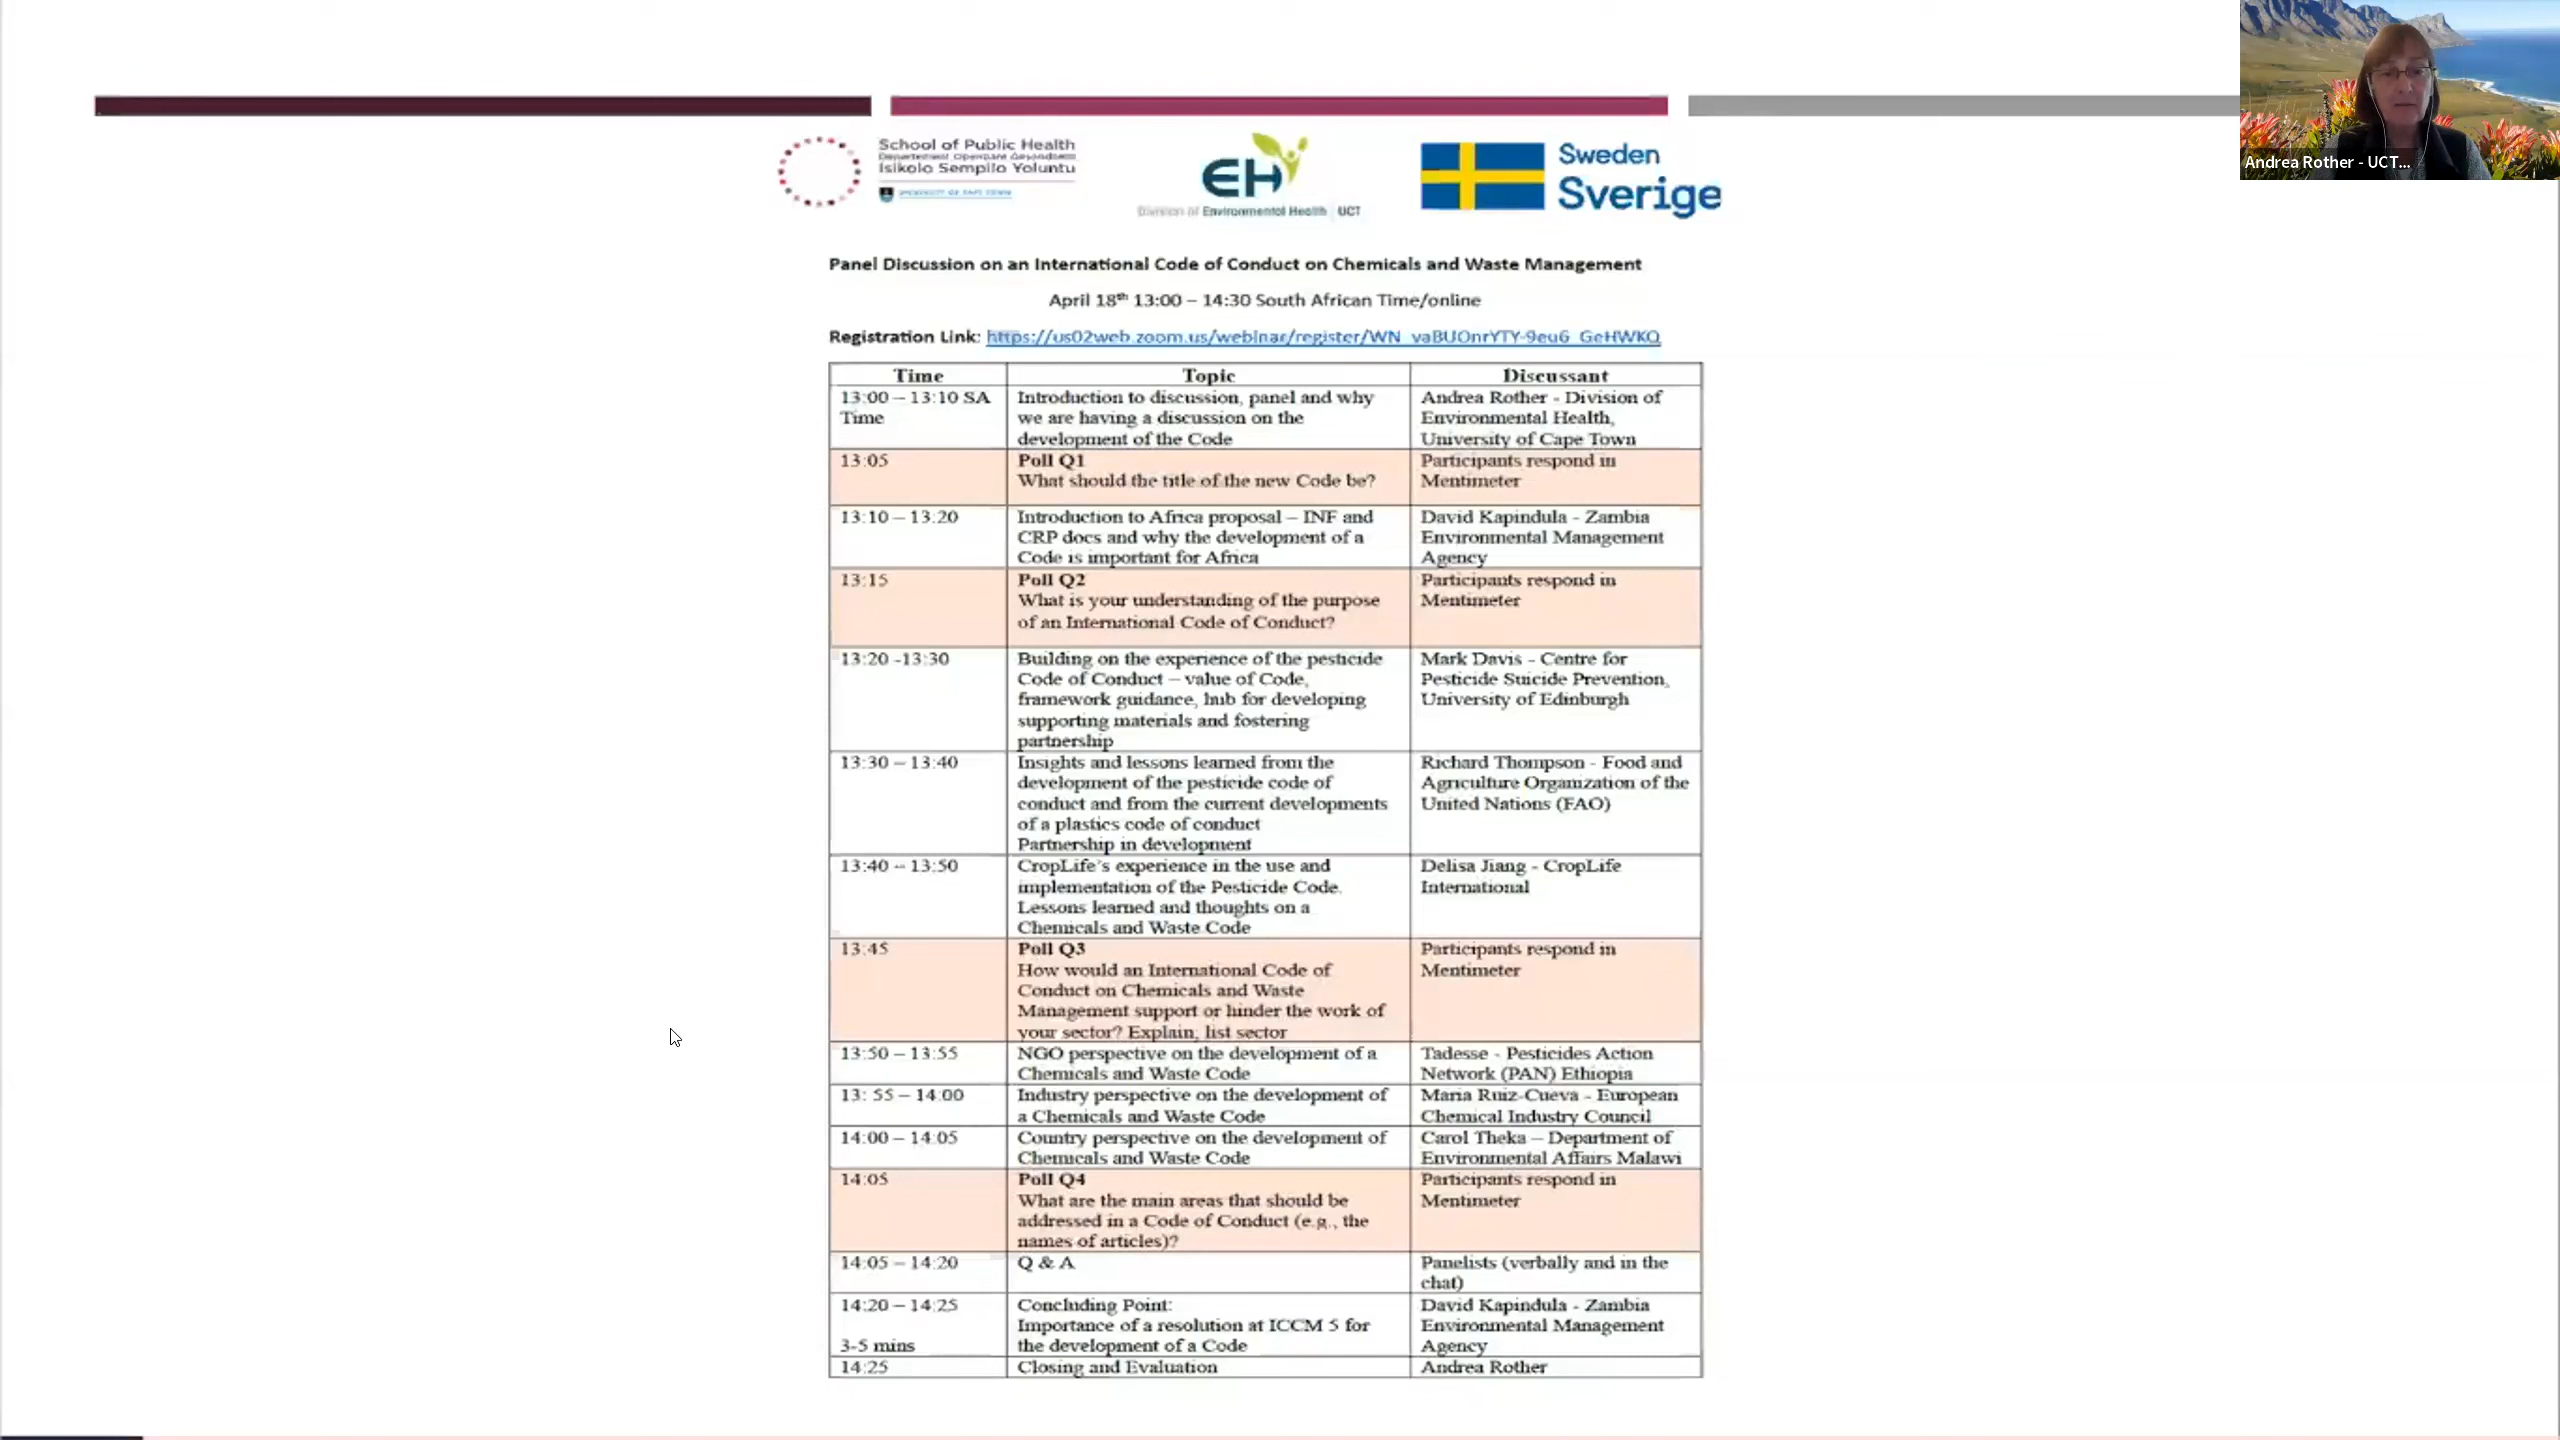 Andrea Rother - UCT...
School of Public Health
Departement Openbare Gesondheid
Isikolo Sempilo Yoluntu
UNIVERSITY OF CAPE TOWN
EH
Division of Environmental Health | UCT
Sweden
Sverige
Panel Discussion on an International Code of Conduct on Chemicals and Waste Management
April 18th 13:00 – 14:30 South African Time/online
Registration Link: https://us02web.zoom.us/webinar/register/WN_vaBUOnrYTY-9eu6_GeHWKQ
Time Topic Discussant
13:00 – 13:10 SA Time
Introduction to discussion, panel and why
we are having a discussion on the
development of the Code
Andrea Rother - Division of
Environmental Health,
University of Cape Town
13:05
Poll Q1
What should the title of the new Code be?
Participants respond in
Mentimeter
13:10 – 13:20
Introduction to Africa proposal – INF and
CRP docs and why the development of a
Code is important for Africa
David Kapindula - Zambia
Environmental Management
Agency
13:15
Poll Q2
What is your understanding of the purpose
of an International Code of Conduct?
Participants respond in
Mentimeter
13:20 -13:30
Building on the experience of the pesticide
Code of Conduct – value of Code,
framework guidance, hub for developing
supporting materials and fostering
partnership
Mark Davis - Centre for
Pesticide Suicide Prevention,
University of Edinburgh
13:30 – 13:40
Insights and lessons learned from the
development of the pesticide code of
conduct and from the current developments
of a plastics code of conduct
Partnership in development
Richard Thompson - Food and
Agriculture Organization of the
United Nations (FAO)
13:40 – 13:50
CropLife's experience in the use and
implementation of the Pesticide Code.
Lessons learned and thoughts on a
Chemicals and Waste Code
Delisa Jiang - CropLife
International
13:45
Poll Q3
How would an International Code of
Conduct on Chemicals and Waste
Management support or hinder the work of
your sector? Explain, list sector
Participants respond in
Mentimeter
13:50 – 13:55
NGO perspective on the development of a
Chemicals and Waste Code
Tadesse - Pesticides Action
Network (PAN) Ethiopia
13: 55 – 14:00
Industry perspective on the development of
a Chemicals and Waste Code
Maria Ruiz-Cueva - European
Chemical Industry Council
14:00 – 14:05
Country perspective on the development of
Chemicals and Waste Code
Carol Theka – Department of
Environmental Affairs Malawi
14:05
Poll Q4
What are the main areas that should be
addressed in a Code of Conduct (e.g., the
names of articles)?
Participants respond in
Mentimeter
14:05 – 14:20
Q & A
Panelists (verbally and in the
chat)
14:20 – 14:25
3-5 mins
Concluding Point:
Importance of a resolution at ICCM 5 for
the development of a Code
David Kapindula - Zambia
Environmental Management
Agency
14:25
Closing and Evaluation
Andrea Rother